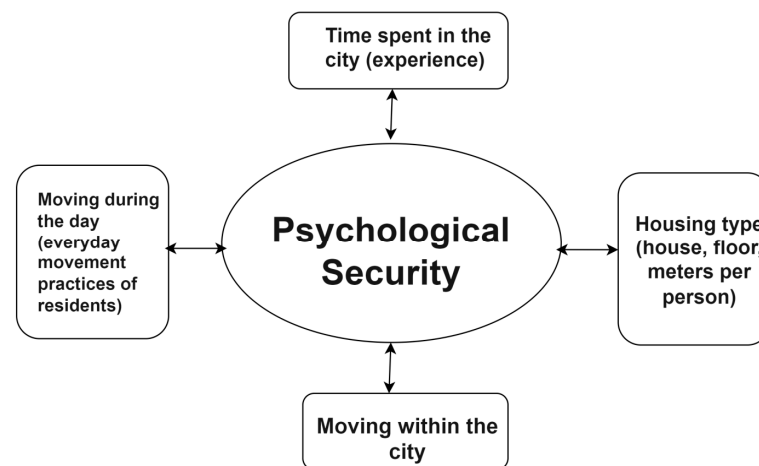 Time spent in the
city (experience)
Moving during
the day
(everyday
movement
practices of
residents)
Psychological
Security
Housing type
(house, floor,
meters per
person)
Moving within the
city